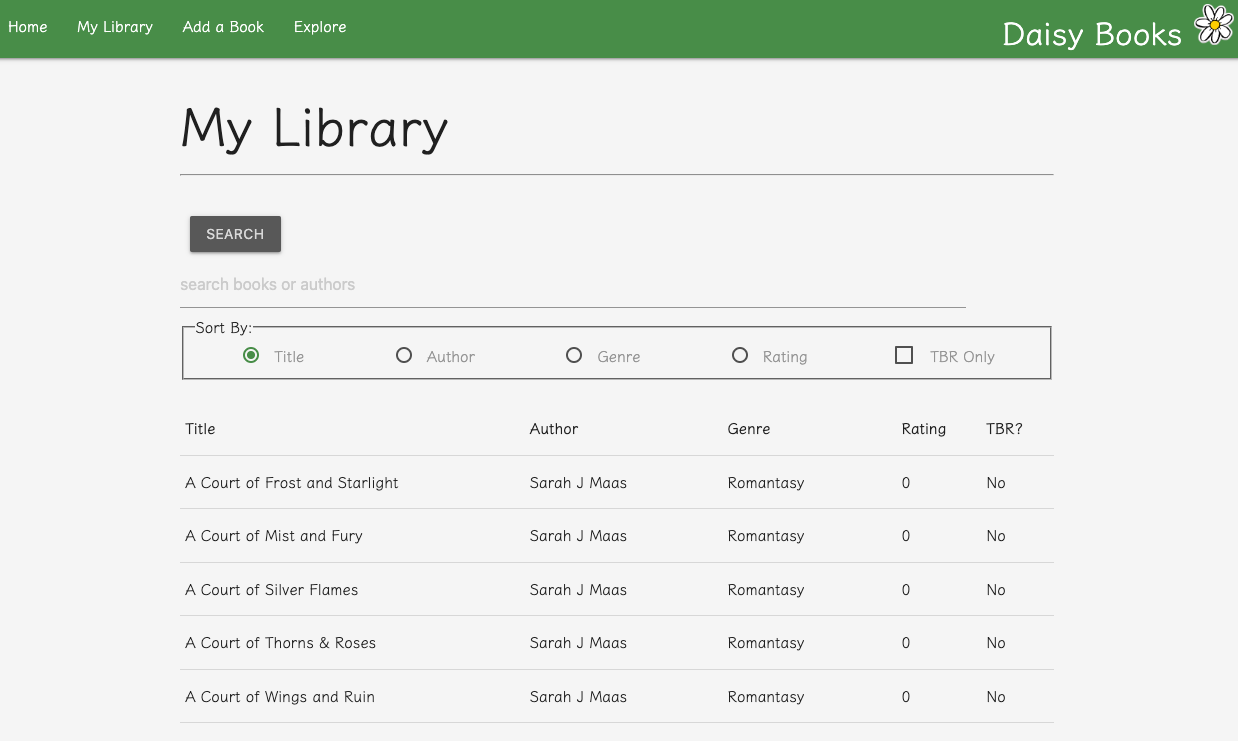 Home My Library Add a Book Explore Daisy Books
My Library
SEARCH
search books or authors
Sort By:
Title Author Genre Rating TBR Only
Title Author Genre Rating TBR?
A Court of Frost and Starlight Sarah J Maas Romantasy 0 No
A Court of Mist and Fury Sarah J Maas Romantasy 0 No
A Court of Silver Flames Sarah J Maas Romantasy 0 No
A Court of Thorns & Roses Sarah J Maas Romantasy 0 No
A Court of Wings and Ruin Sarah J Maas Romantasy 0 No